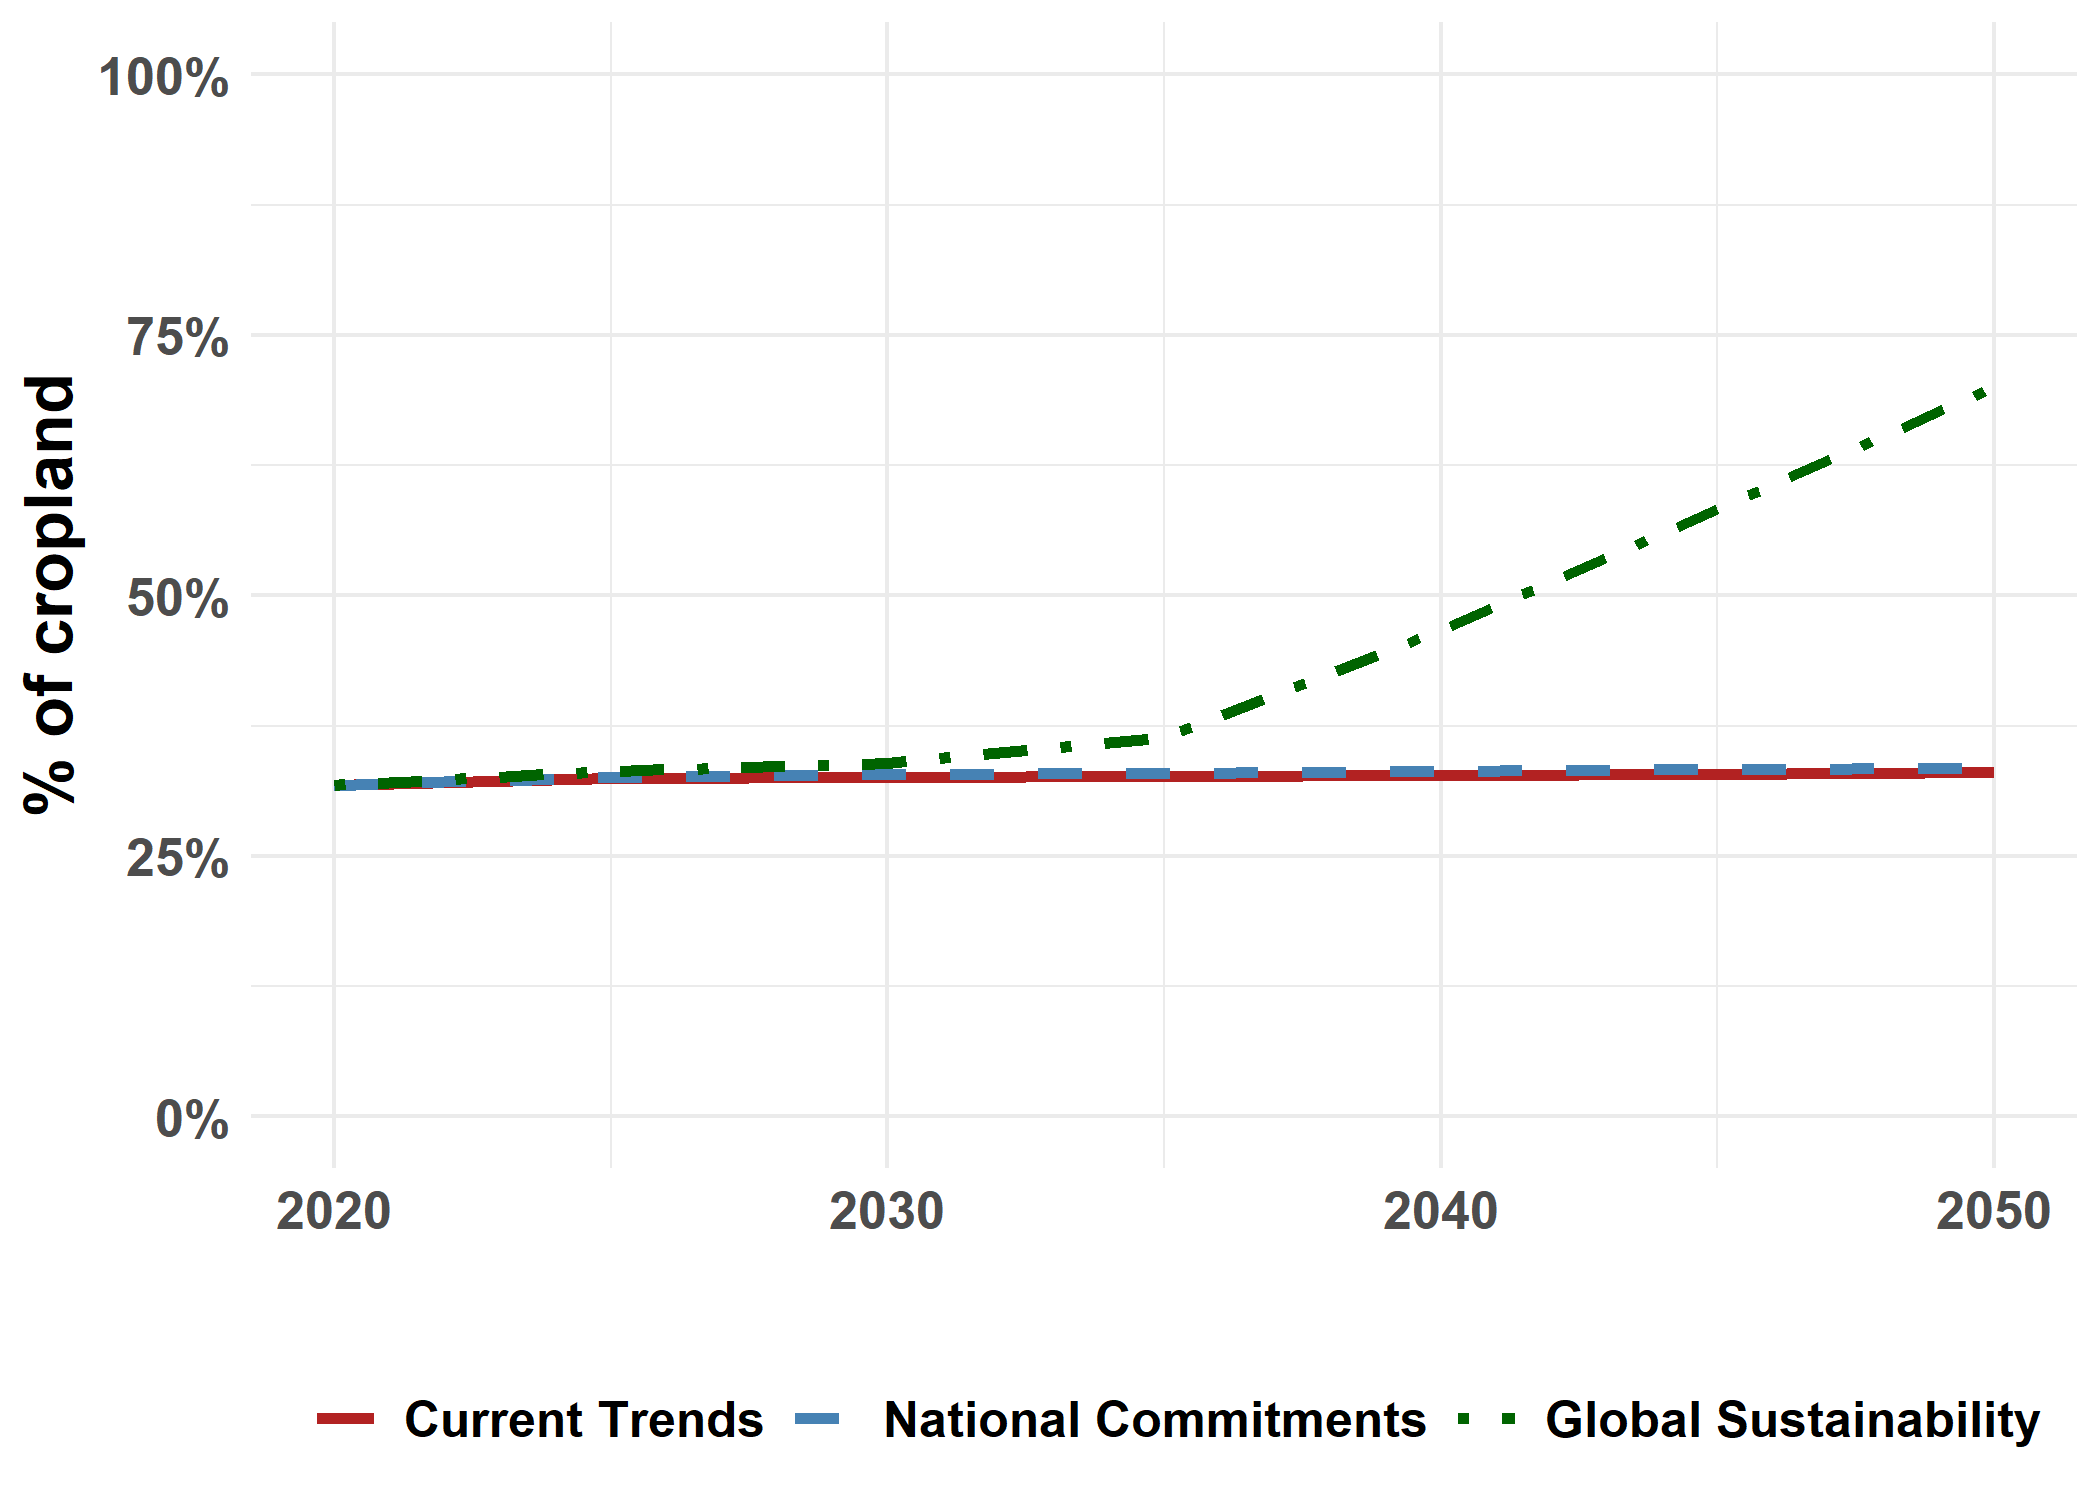 100%
75%
50%
25%
0%
% of cropland
2020 2030 2040 2050
Current Trends National Commitments Global Sustainability